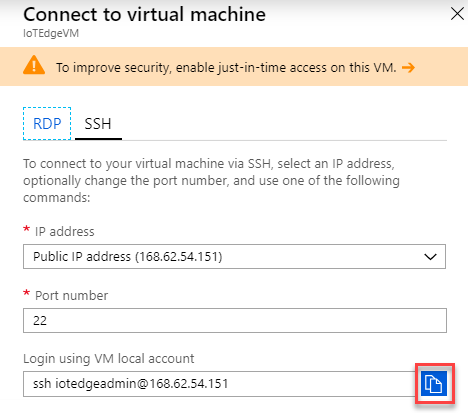 Connect to virtual machine
IoTEdgeVM
To improve security, enable just-in-time access on this VM. →
RDP SSH
To connect to your virtual machine via SSH, select an IP address,
optionally change the port number, and use one of the following
commands:
* IP address
Public IP address (168.62.54.151)
* Port number
22
Login using VM local account
ssh iotedgeadmin@168.62.54.151